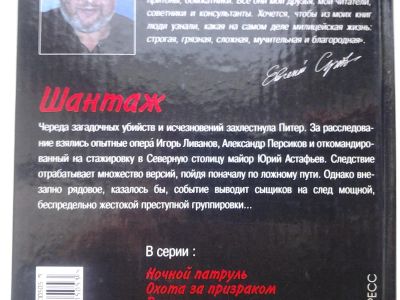 притоны, бомжатники. Все они мои друзья, мои читатели,
советники и консультанты. Хочется, чтобы из моих книг
люди узнали, какая на самом деле милицейская жизнь:
строгая, грязная, сложная, мучительная и благородная».
Шантаж
Череда загадочных убийств и исчезновений захлестнула Питер. За расследова-
ние взялись опытные опера́ Игорь Ливанов, Александр Персиков и откомандиро-
ванный на стажировку в Северную столицу майор Юрий Астафьев. Следствие
отрабатывает множество версий, пойдя поначалу по ложному пути. Однако вне-
запно рядовое, казалось бы, событие выводит сыщиков на след мощной,
беспредельно жестокой преступной группировки...
В серии :
Ночной патруль
Охота за призраком
РЕСС